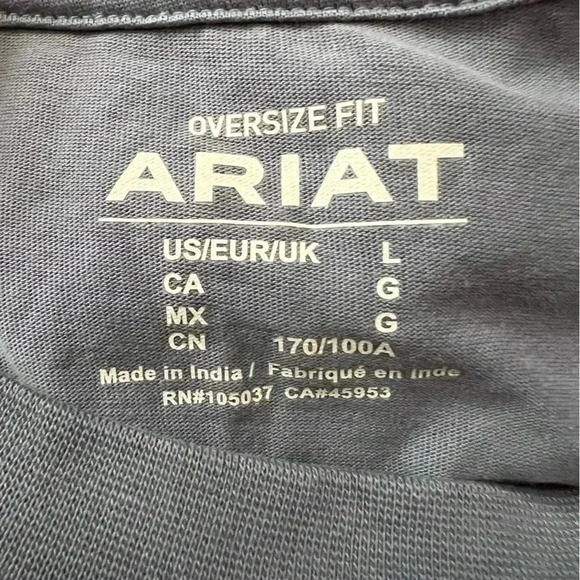 OVERSIZE FIT
ARIAT
US/EUR/UK L
CA G
MX G
CN 170/100A
Made in India / Fabriqué en Inde
RN#105037 CA#45953